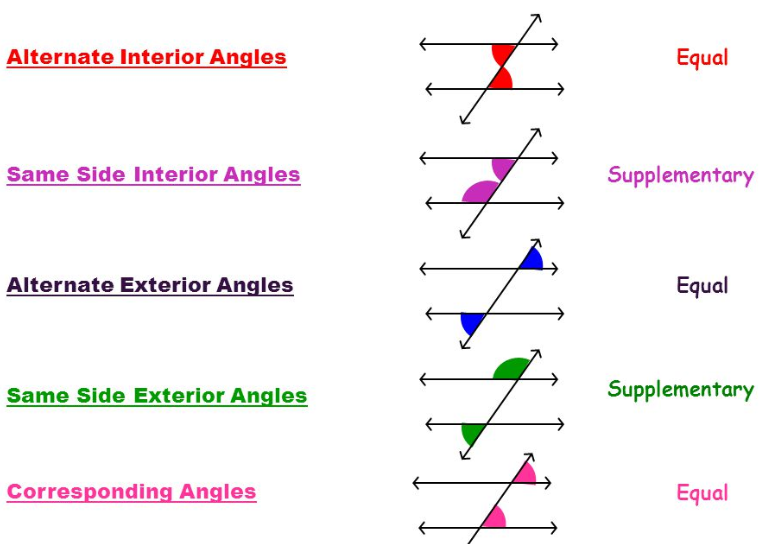 Alternate Interior Angles Equal
Same Side Interior Angles Supplementary
Alternate Exterior Angles Equal
Same Side Exterior Angles Supplementary
Corresponding Angles Equal